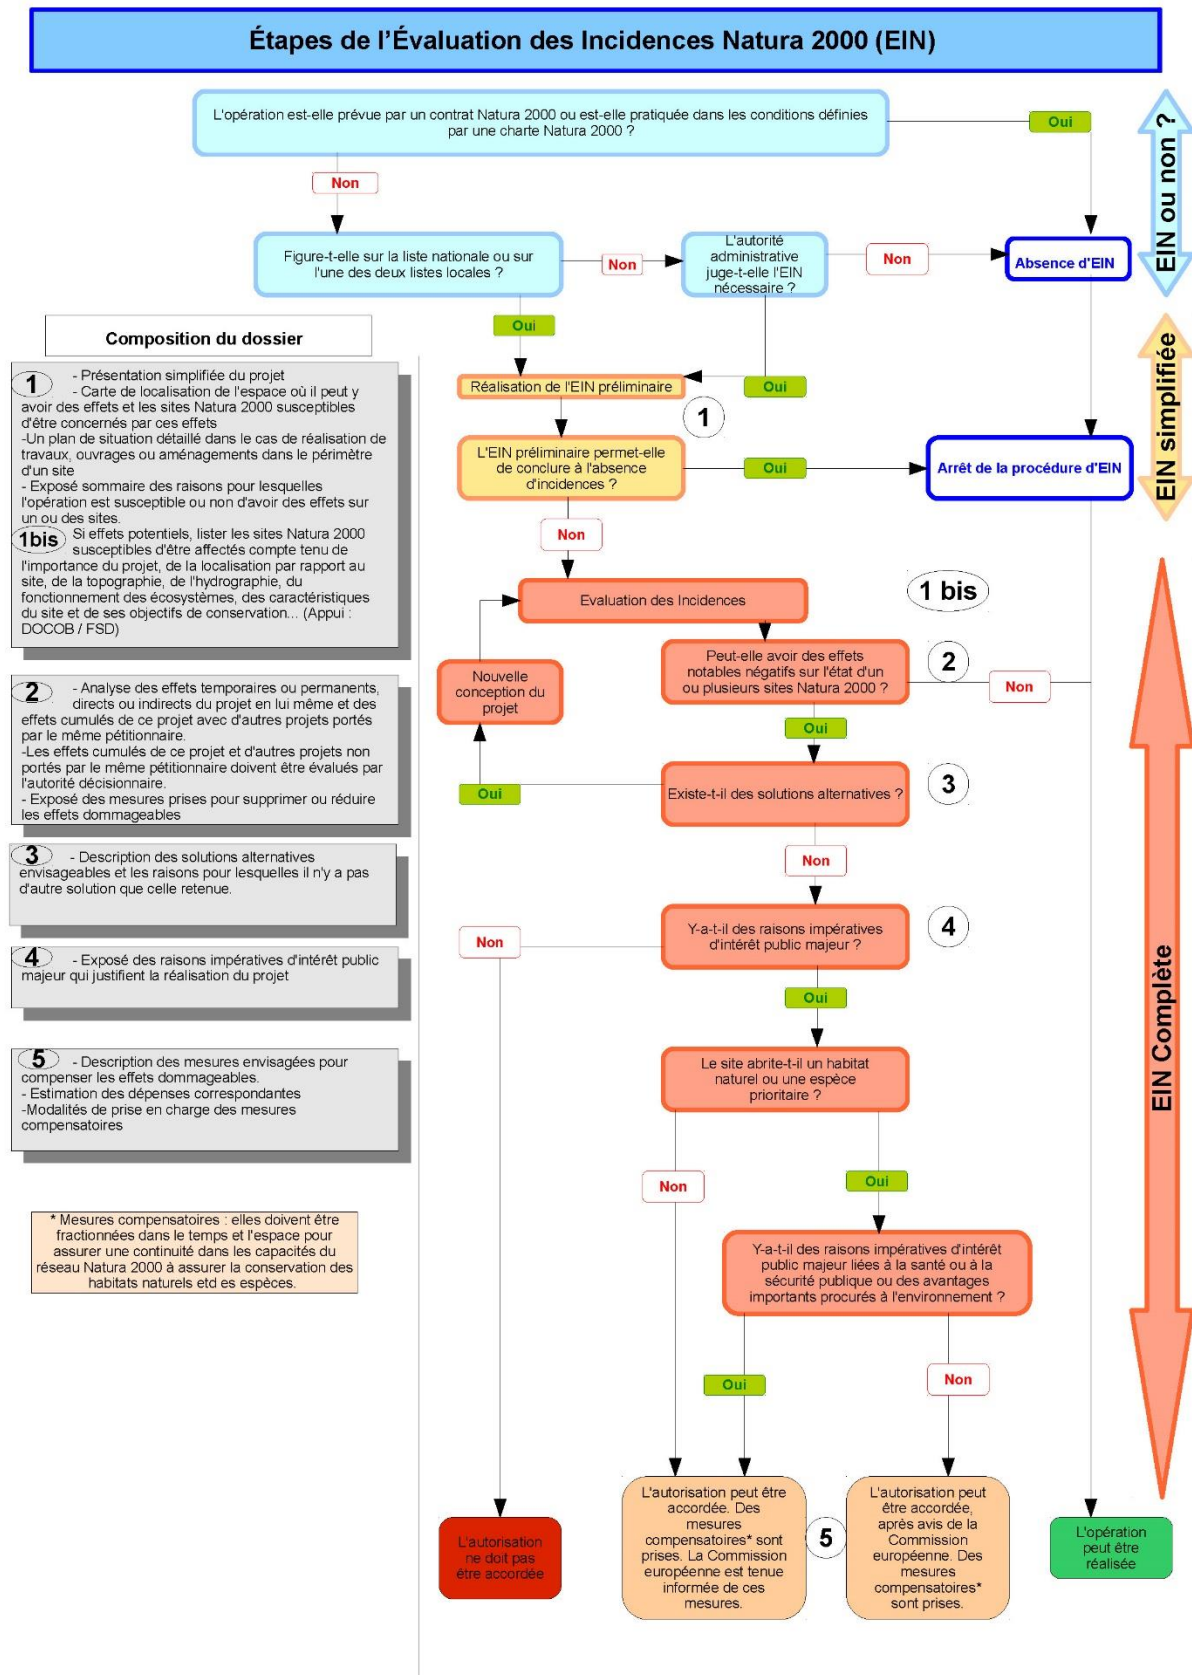 Étapes de l'Évaluation des Incidences Natura 2000 (EIN)
L'opération est-elle prévue par un contrat Natura 2000 ou est-elle pratiquée dans les conditions définies
par une charte Natura 2000 ?
Oui
EIN ou non ?
Non
Figure-t-elle sur la liste nationale ou sur
l'une des deux listes locales ?
Non
L'autorité
administrative
juge-t-elle l'EIN
nécessaire ?
Non
Absence d'EIN
Oui
Oui
Réalisation de l'EIN préliminaire
1
L'EIN préliminaire permet-elle
de conclure à l'absence
d'incidences ?
Oui
Arrêt de la procédure d'EIN
EIN simplifiée
Non
Composition du dossier
1 - Présentation simplifiée du projet
- Carte de localisation de l'espace où il peut y
avoir des effets et les sites Natura 2000 susceptibles
d'être concernés par ces effets
-Un plan de situation détaillé dans le cas de réalisation de
travaux, ouvrages ou aménagements dans le périmètre
d'un site
- Exposé sommaire des raisons pour lesquelles
l'opération est susceptible ou non d'avoir des effets sur
un ou des sites.
1bis Si effets potentiels, lister les sites Natura 2000
susceptibles d'être affectés compte tenu de
l'importance du projet, de la localisation par rapport au
site, de la topographie, de l'hydrographie, du
fonctionnement des écosystèmes, des caractéristiques
du site et de ses objectifs de conservation... (Appui :
DOCOB / FSD)
2 - Analyse des effets temporaires ou permanents,
directs ou indirects du projet en lui même et des
effets cumulés de ce projet avec d'autres projets portés
par le même pétitionnaire.
-Les effets cumulés de ce projet et d'autres projets non
portés par le même pétitionnaire doivent être évalués par
l'autorité décisionnaire.
- Exposé des mesures prises pour supprimer ou réduire
les effets dommageables
3 - Description des solutions alternatives
envisageables et les raisons pour lesquelles il n'y a pas
d'autre solution que celle retenue.
4 - Exposé des raisons impératives d'intérêt public
majeur qui justifient la réalisation du projet
5 - Description des mesures envisagées pour
compenser les effets dommageables.
- Estimation des dépenses correspondantes
-Modalités de prise en charge des mesures
compensatoires
* Mesures compensatoires : elles doivent être
fractionnées dans le temps et l'espace pour
assurer une continuité dans les capacités du
réseau Natura 2000 à assurer la conservation des
habitats naturels etd es espèces.
Evaluation des Incidences
1 bis
Nouvelle
conception du
projet
Peut-elle avoir des effets
notables négatifs sur l'état d'un
ou plusieurs sites Natura 2000 ?
2
Non
Oui
Oui
Existe-t-il des solutions alternatives ?
3
Non
Y-a-t-il des raisons impératives
d'intérêt public majeur ?
4
Non
Oui
Le site abrite-t-il un habitat
naturel ou une espèce
prioritaire ?
EIN Complète
Non
Oui
Y-a-t-il des raisons impératives d'intérêt
public majeur liées à la santé ou à la
sécurité publique ou des avantages
importants procurés à l'environnement ?
Oui
Non
L'autorisation
ne doit pas
être accordée
L'autorisation peut être
accordée. Des
mesures
compensatoires* sont
prises. La Commission
européenne est tenue
informée de ces
mesures.
5
L'autorisation peut
être accordée,
après avis de la
Commission
européenne. Des
mesures
compensatoires*
sont prises.
L'opération
peut être
réalisée